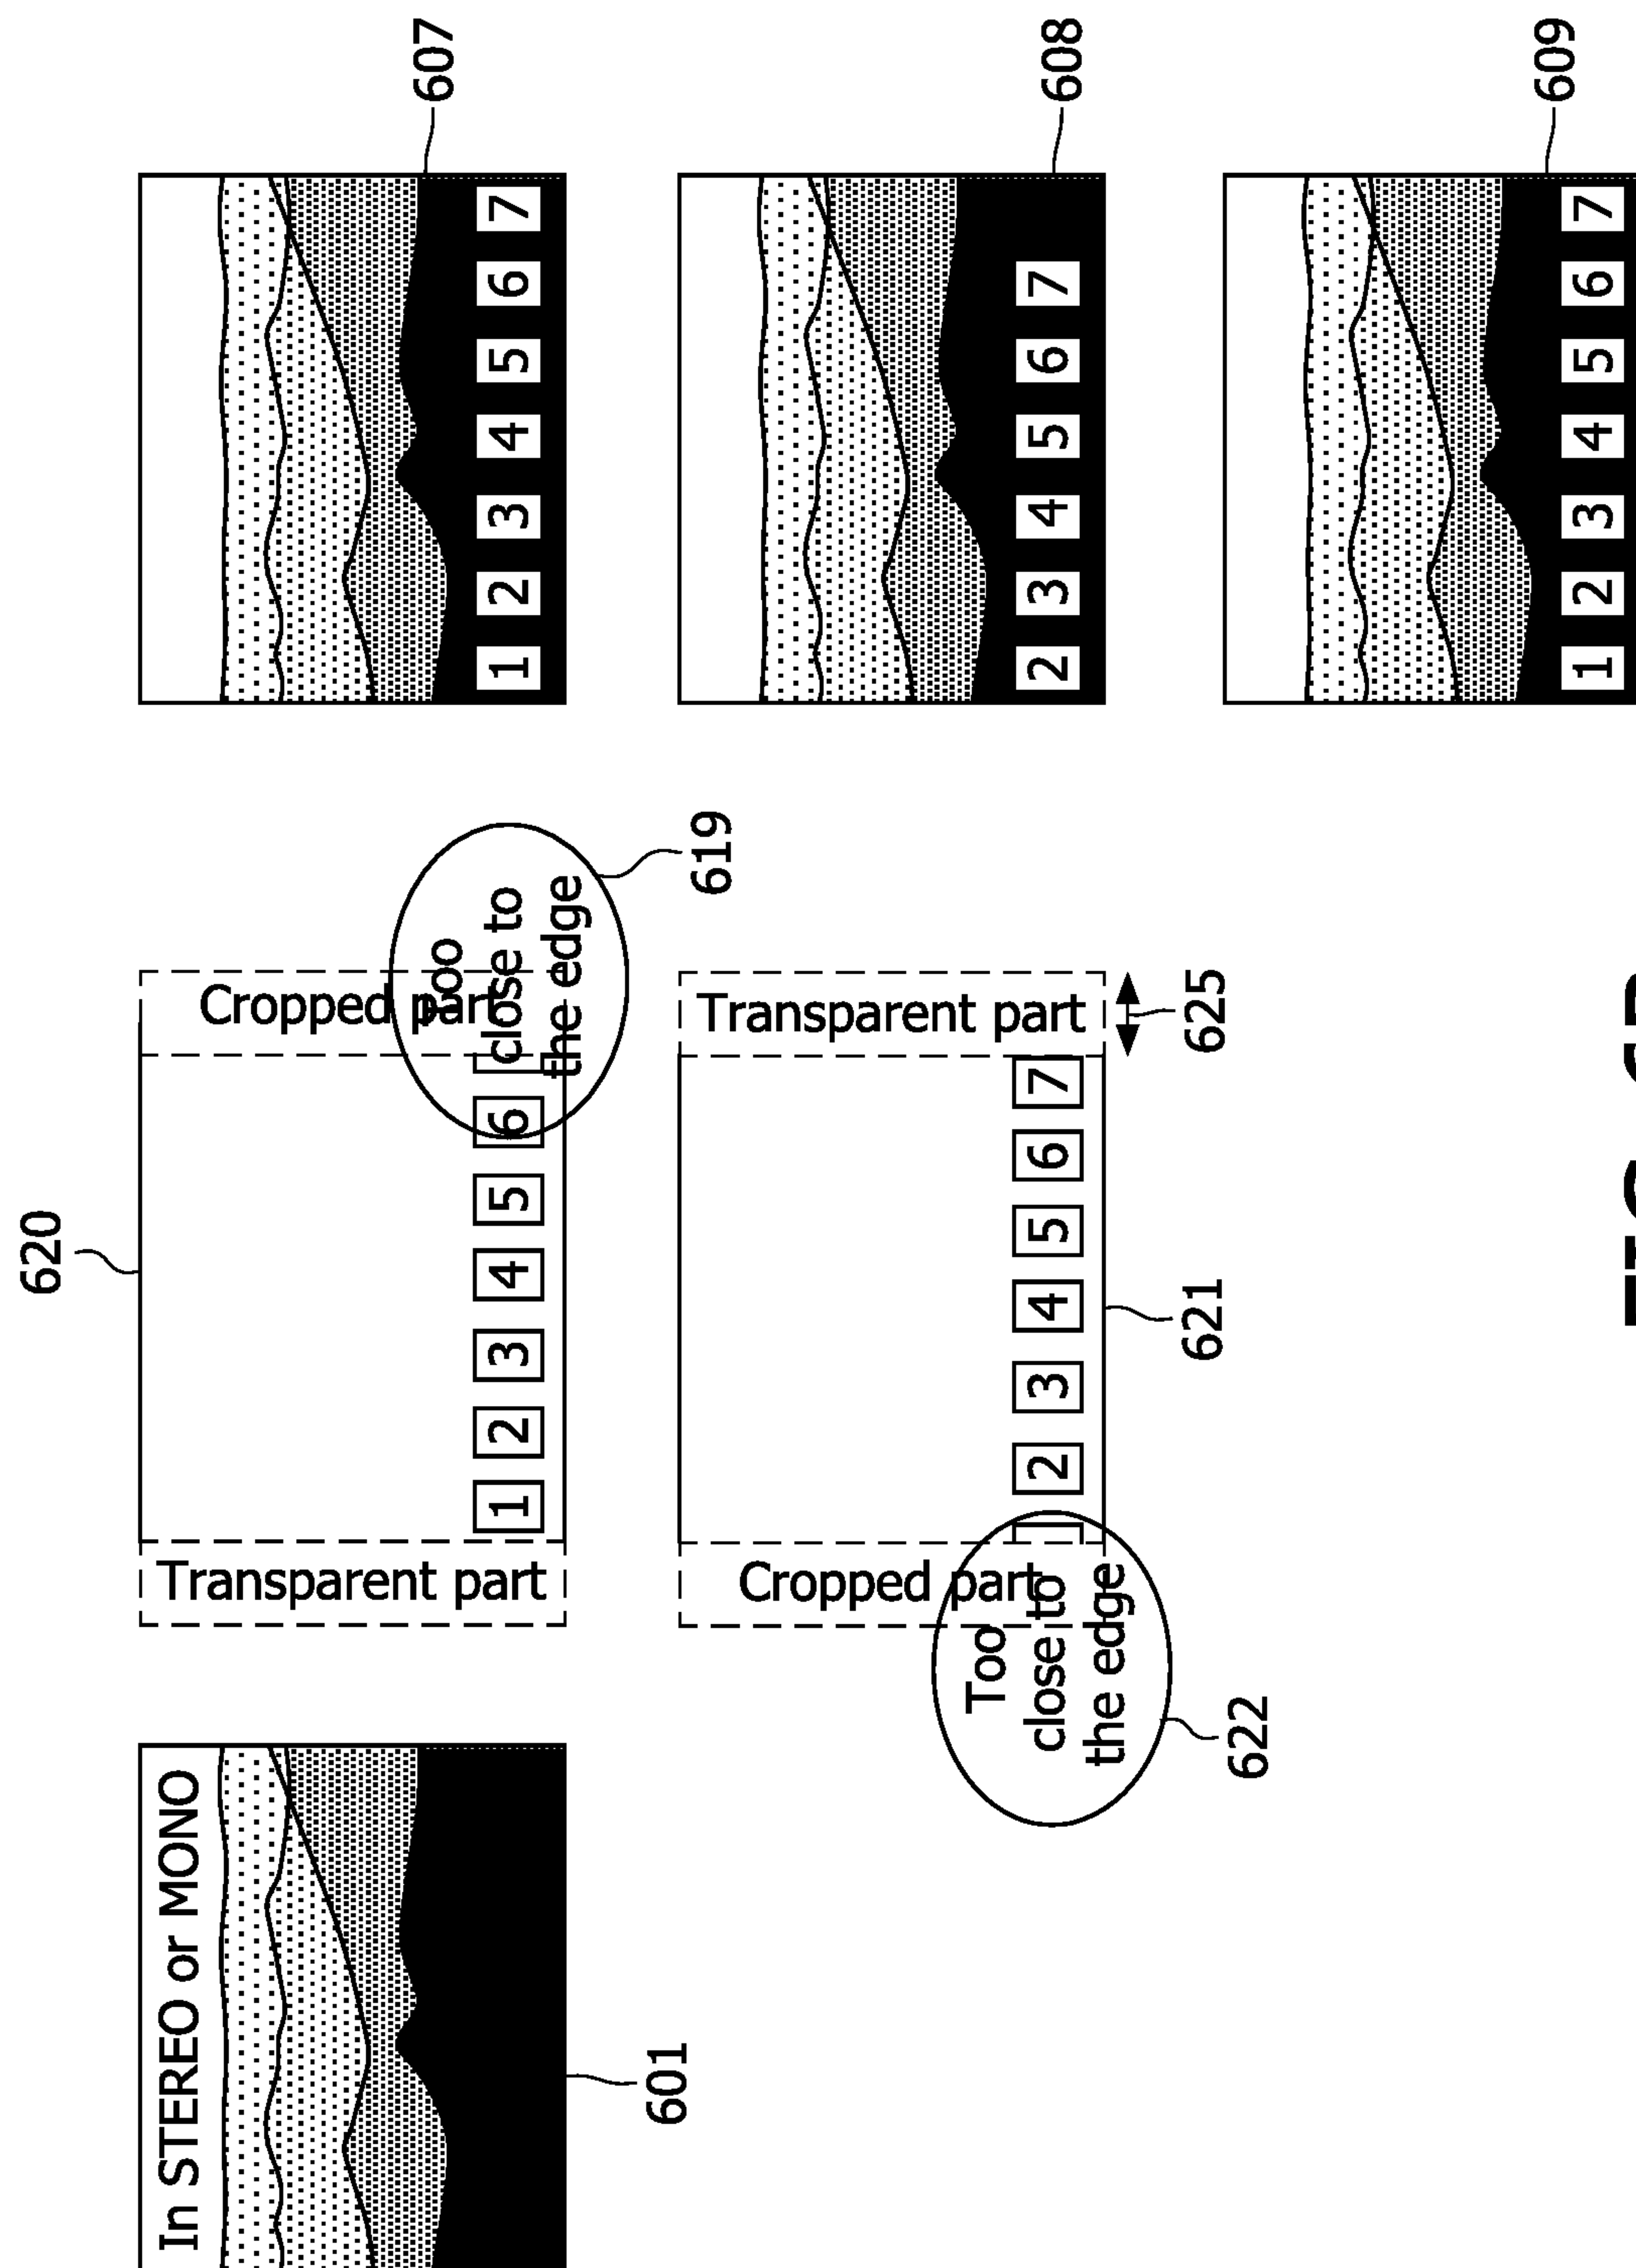 In STEREO or MONO
601
620
Transparent part
Cropped part
1 2 3 4 5 6
Too
close to
the edge
619
Cropped part
Transparent part
2 3 4 5 6 7
Too
close to
the edge
622
621
625
1 2 3 4 5 6 7
607
2 3 4 5 6 7
608
1 2 3 4 5 6 7
609